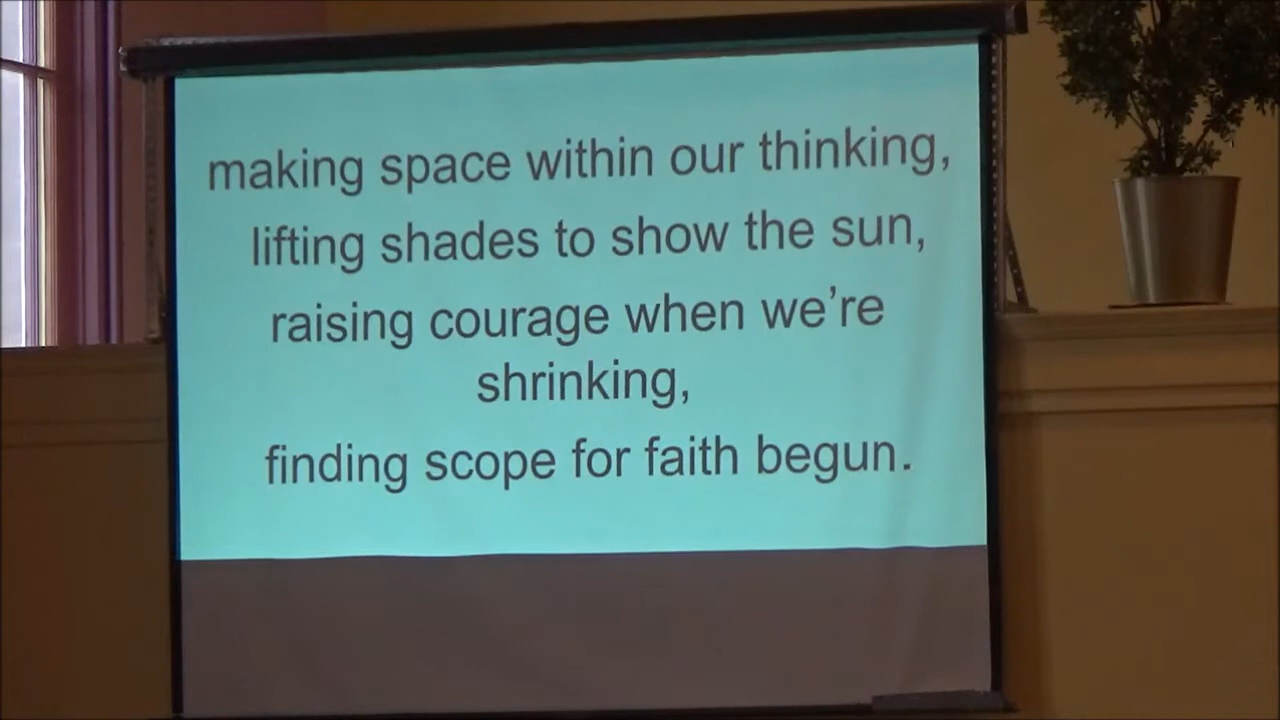 making space within our thinking,
lifting shades to show the sun,
raising courage when we’re
shrinking,
finding scope for faith begun.